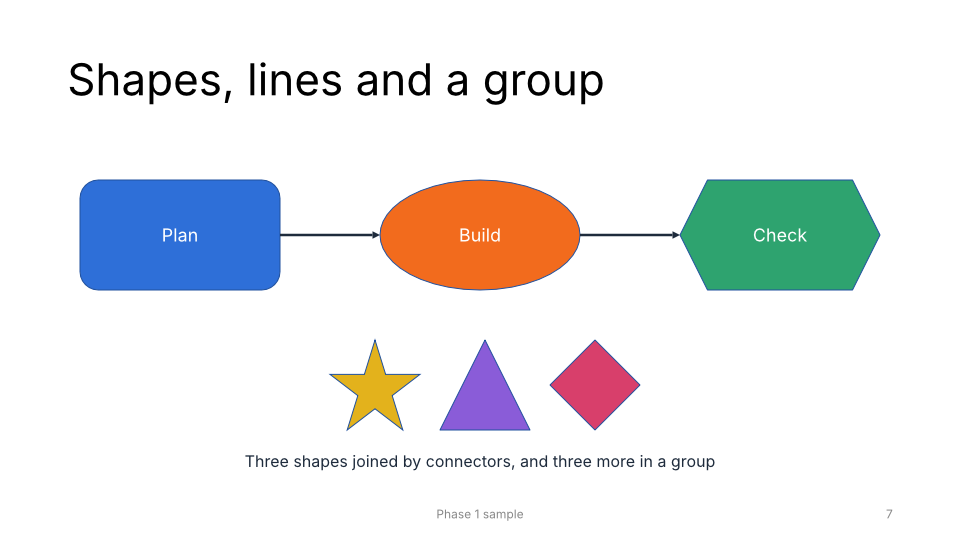 Shapes, lines and a group
Plan
Build
Check
Three shapes joined by connectors, and three more in a group
Phase 1 sample
7